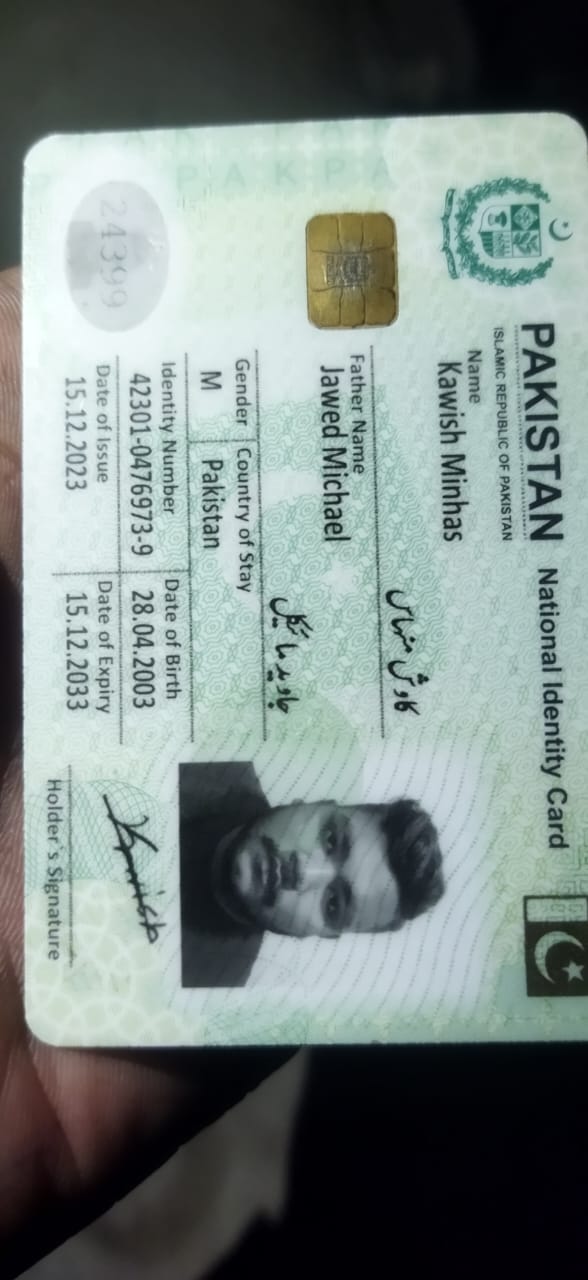 PAKISTAN National Identity Card
ISLAMIC REPUBLIC OF PAKISTAN
Name
Kawish Minhas
کاوش منہاس
Father Name
Jawed Michael
جاوید مائیکل
Gender Country of Stay
M Pakistan
Identity Number Date of Birth
42301-0476973-9 28.04.2003
Date of Issue Date of Expiry
15.12.2023 15.12.2033
24399
Kawish
Holder`s Signature